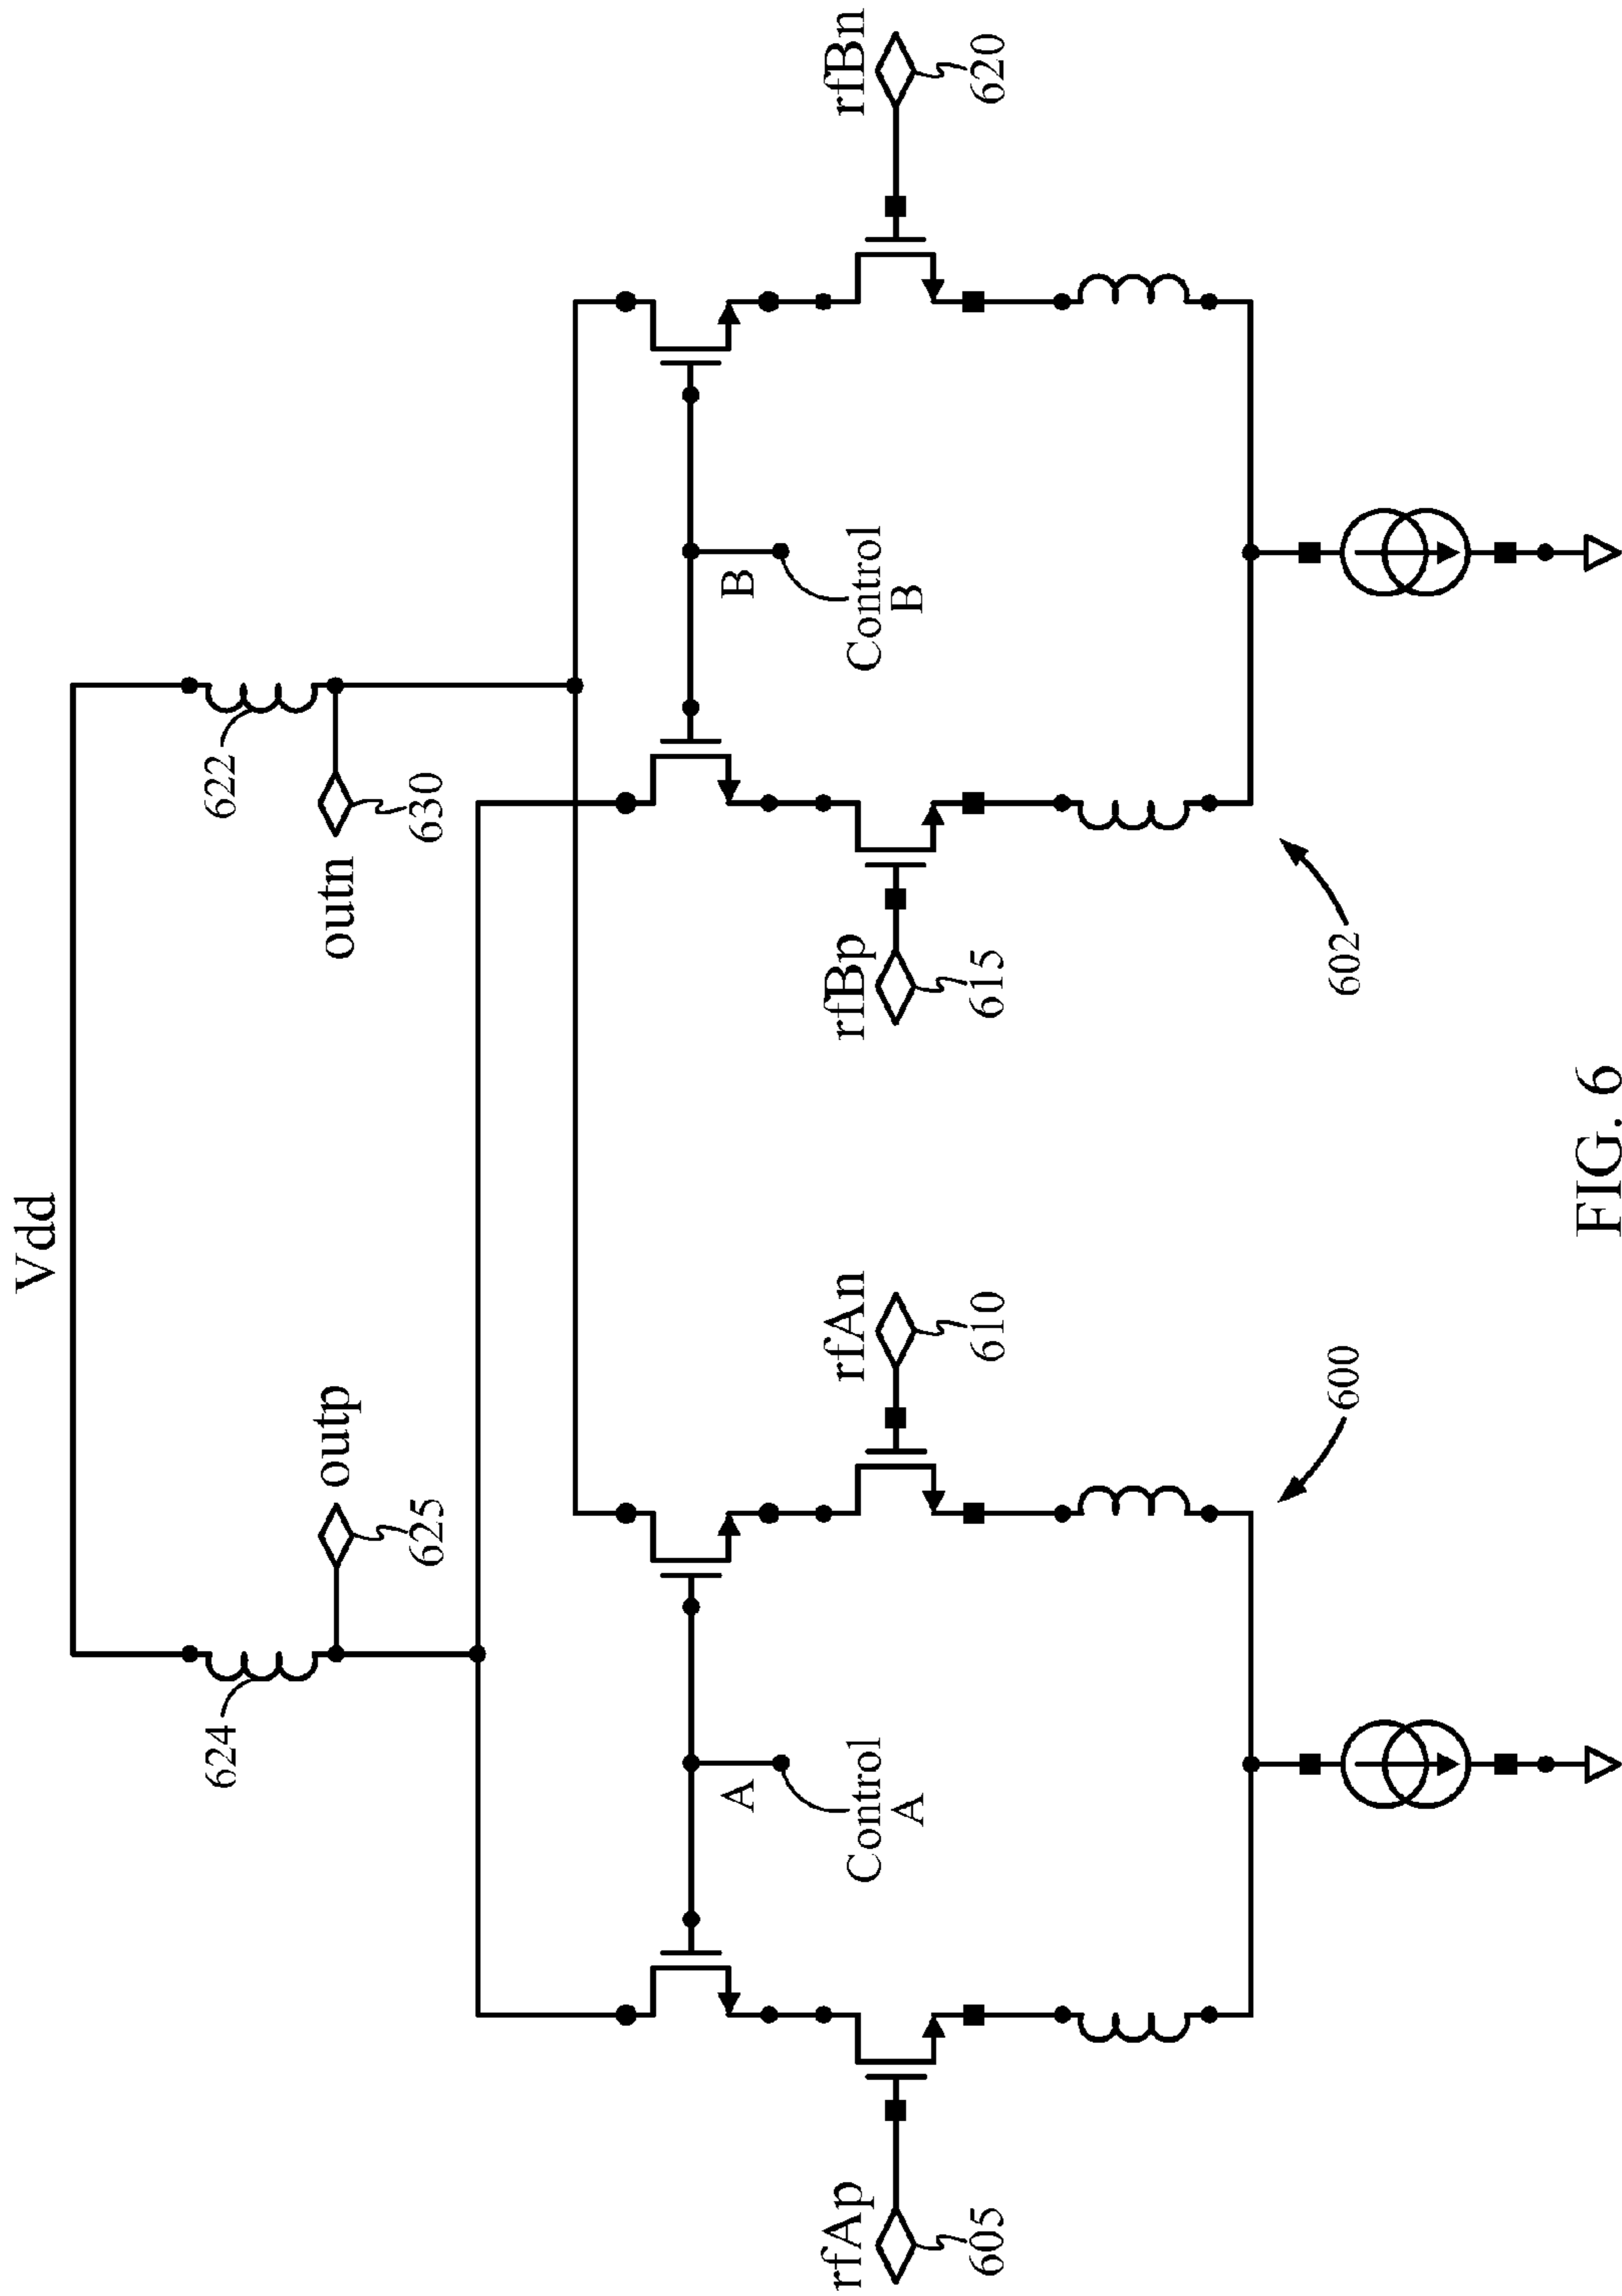 Vdd
624
625
outp
622
630
outn
A
Control
A
B
Control
B
rfAp
605
rfAn
610
rfBp
615
rfBn
620
600
602
FIG. 6